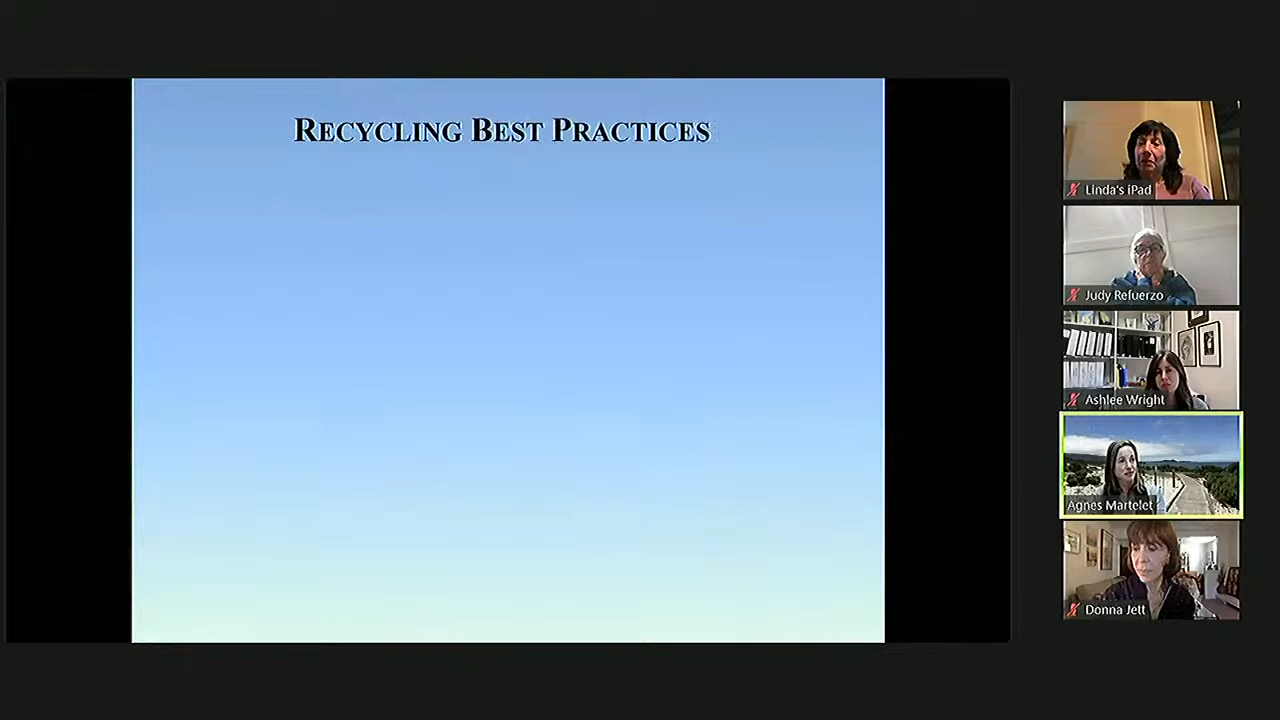 RECYCLING BEST PRACTICES
Linda's iPad
Judy Refuerzo
Ashlee Wright
Agnes Martelet
Donna Jett